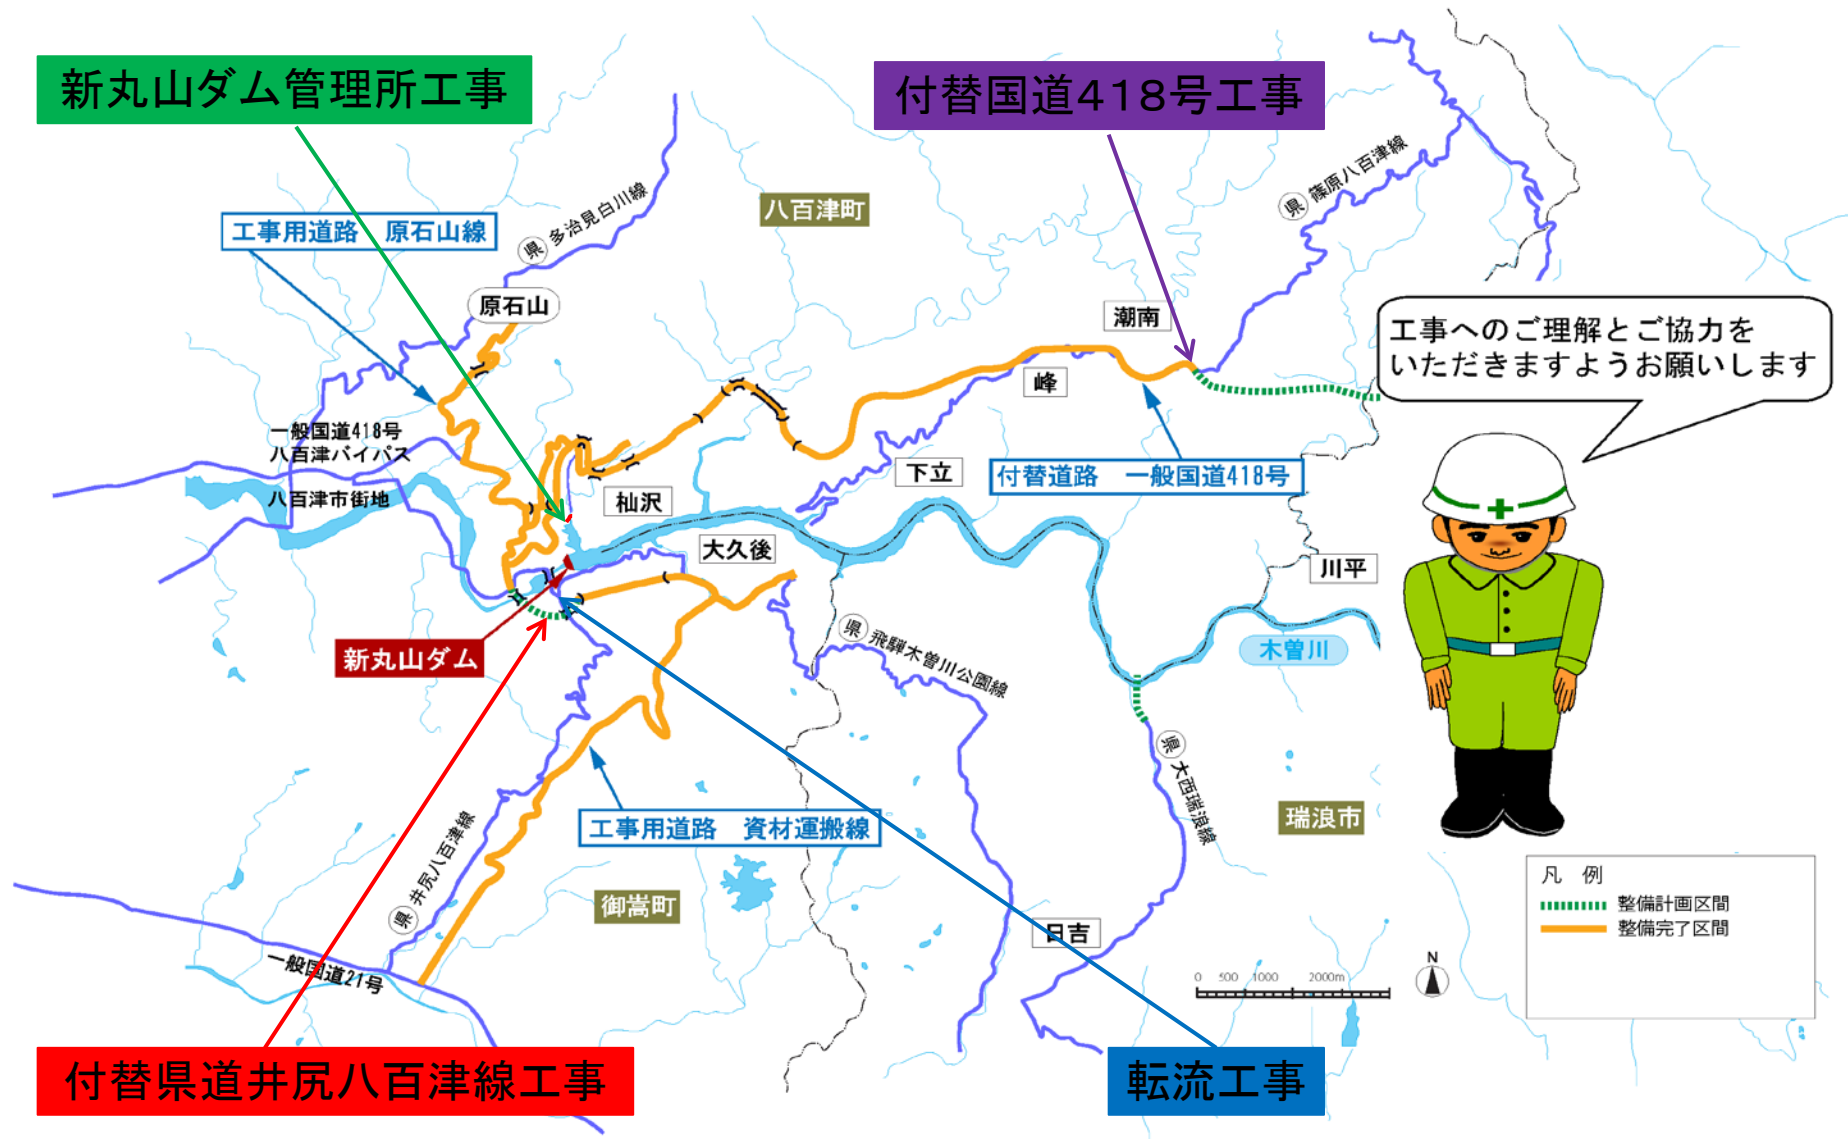 新丸山ダム管理所工事
付替国道418号工事
県 篠原八百津線
八百津町
県 多治見白川線
工事用道路　原石山線
原石山
潮南
工事へのご理解とご協力を
いただきますようお願いします
峰
一般国道418号
八百津バイパス
下立
付替道路　一般国道418号
八百津市街地
杣沢
大久後
川平
県 飛騨木曽川公園線
木曽川
新丸山ダム
県 大西瑞浪線
工事用道路　資材運搬線
瑞浪市
県 井尻八百津線
御嵩町
凡　例
整備計画区間
整備完了区間
日吉
一般国道21号
0 500 1000 2000m
N
付替県道井尻八百津線工事
転流工事